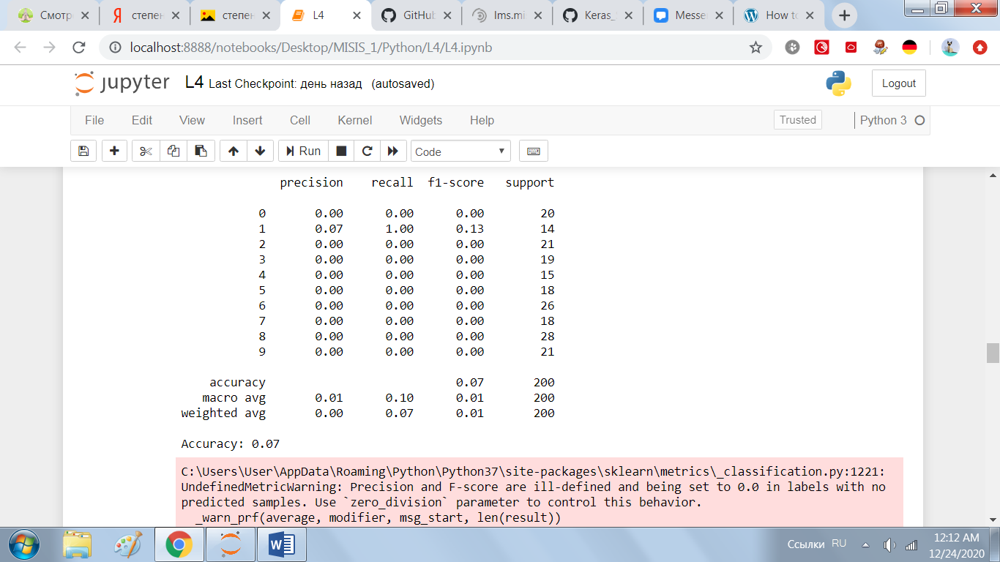 Смотр
степен
степен
L4
GitHub
lms.mi
Keras_
Messe
How to
localhost:8888/notebooks/Desktop/MISIS_1/Python/L4/L4.ipynb
jupyter L4 Last Checkpoint: день назад (autosaved)
Logout
File Edit View Insert Cell Kernel Widgets Help
Trusted
Python 3
Run
Code
precision recall f1-score support
0 0.00 0.00 0.00 20
1 0.07 1.00 0.13 14
2 0.00 0.00 0.00 21
3 0.00 0.00 0.00 19
4 0.00 0.00 0.00 15
5 0.00 0.00 0.00 18
6 0.00 0.00 0.00 26
7 0.00 0.00 0.00 18
8 0.00 0.00 0.00 28
9 0.00 0.00 0.00 21
accuracy 0.07 200
macro avg 0.01 0.10 0.01 200
weighted avg 0.00 0.07 0.01 200
Accuracy: 0.07
C:\Users\User\AppData\Roaming\Python\Python37\site-packages\sklearn\metrics\_classification.py:1221:
UndefinedMetricWarning: Precision and F-score are ill-defined and being set to 0.0 in labels with no
predicted samples. Use `zero_division` parameter to control this behavior.
_warn_prf(average, modifier, msg_start, len(result))
Ссылки RU
12:12 AM
12/24/2020